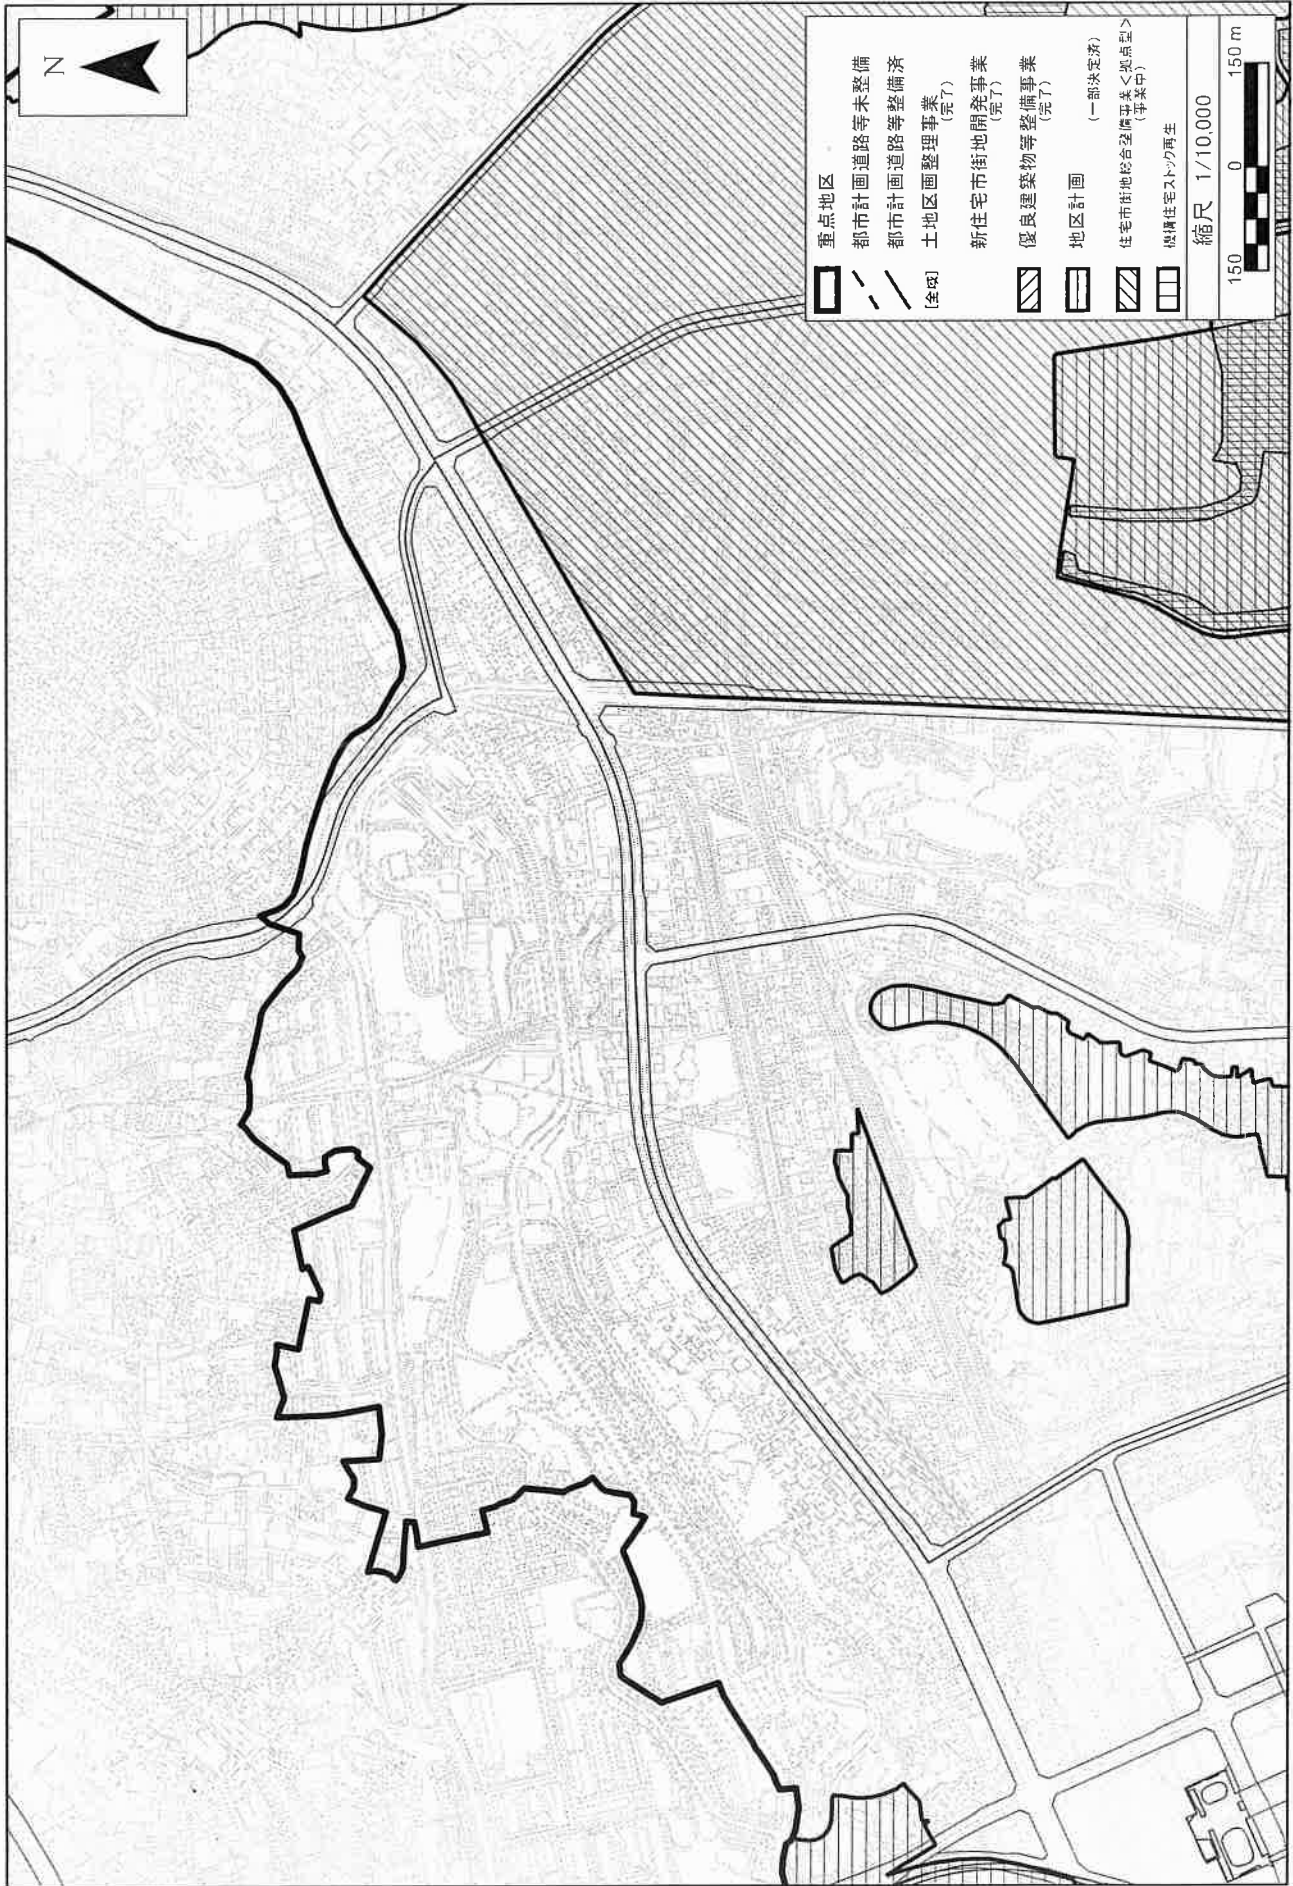 N
重点地区
都市計画道路等未整備
都市計画道路等整備済
[全域]
土地区画整理事業
(完了)
新住宅市街地開発事業
(完了)
優良建築物等整備事業
(完了)
地区計画
(一部決定済)
住宅市街地総合整備事業<拠点型>
(事業中)
機構住宅ストック再生
縮尺 1/10,000
150 0 150 m